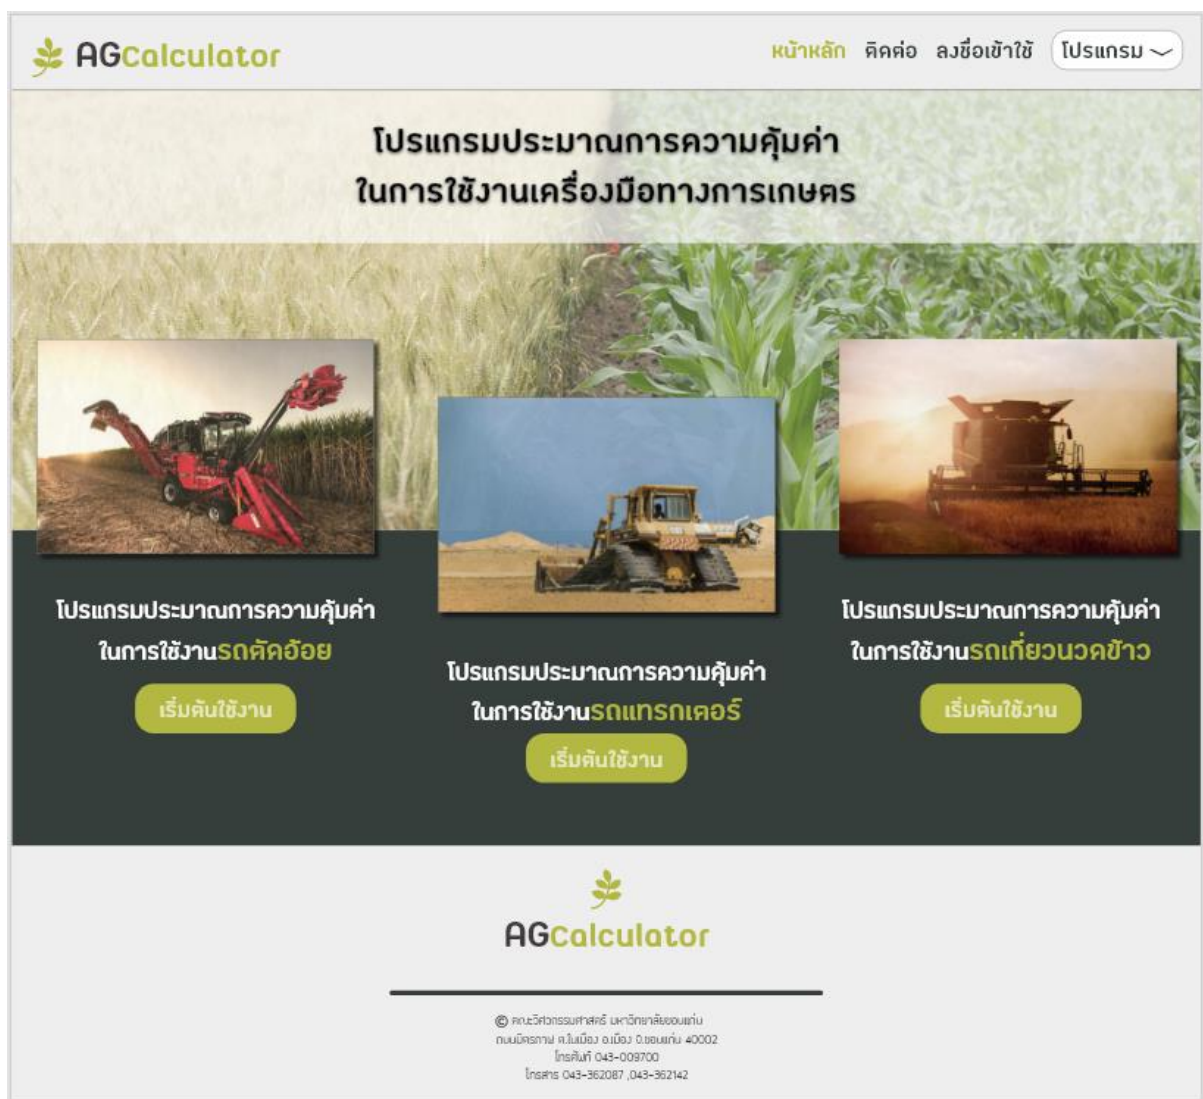 AGCalculator
หน้าหลัก ติดต่อ ลงชื่อเข้าใช้ โปรแกรม
โปรแกรมประมาณการความคุ้มค่า
ในการใช้งานเครื่องมือทางการเกษตร
โปรแกรมประมาณการความคุ้มค่า
ในการใช้งานรถตัดอ้อย
เริ่มต้นใช้งาน
โปรแกรมประมาณการความคุ้มค่า
ในการใช้งานรถแทรกเตอร์
เริ่มต้นใช้งาน
โปรแกรมประมาณการความคุ้มค่า
ในการใช้งานรถเกี่ยวนวดข้าว
เริ่มต้นใช้งาน
AGCalculator
© คณะวิศวกรรมศาสตร์ มหาวิทยาลัยขอนแก่น
ถนนมิตรภาพ ต.ในเมือง อ.เมือง จ.ขอนแก่น 40002
โทรศัพท์ 043-009700
โทรสาร 043-362087 ,043-362142